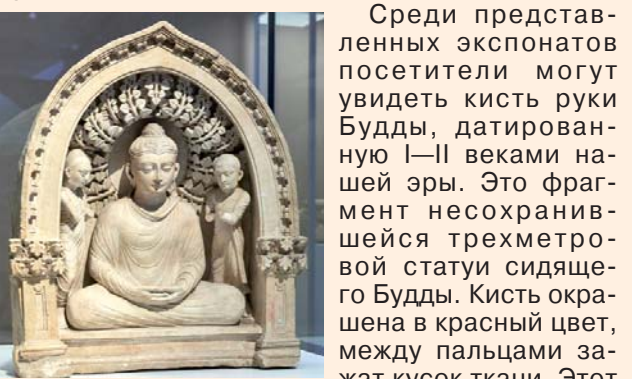 Среди представ-
ленных экспонатов
посетители могут
увидеть кисть руки
Будды, датирован-
ную I—II веками на-
шей эры. Это фраг-
мент несохранив-
шейся трехметро-
вой статуи сидяще-
го Будды. Кисть окра-
шена в красный цвет,
между пальцами за-
жат кусок ткани. Этот